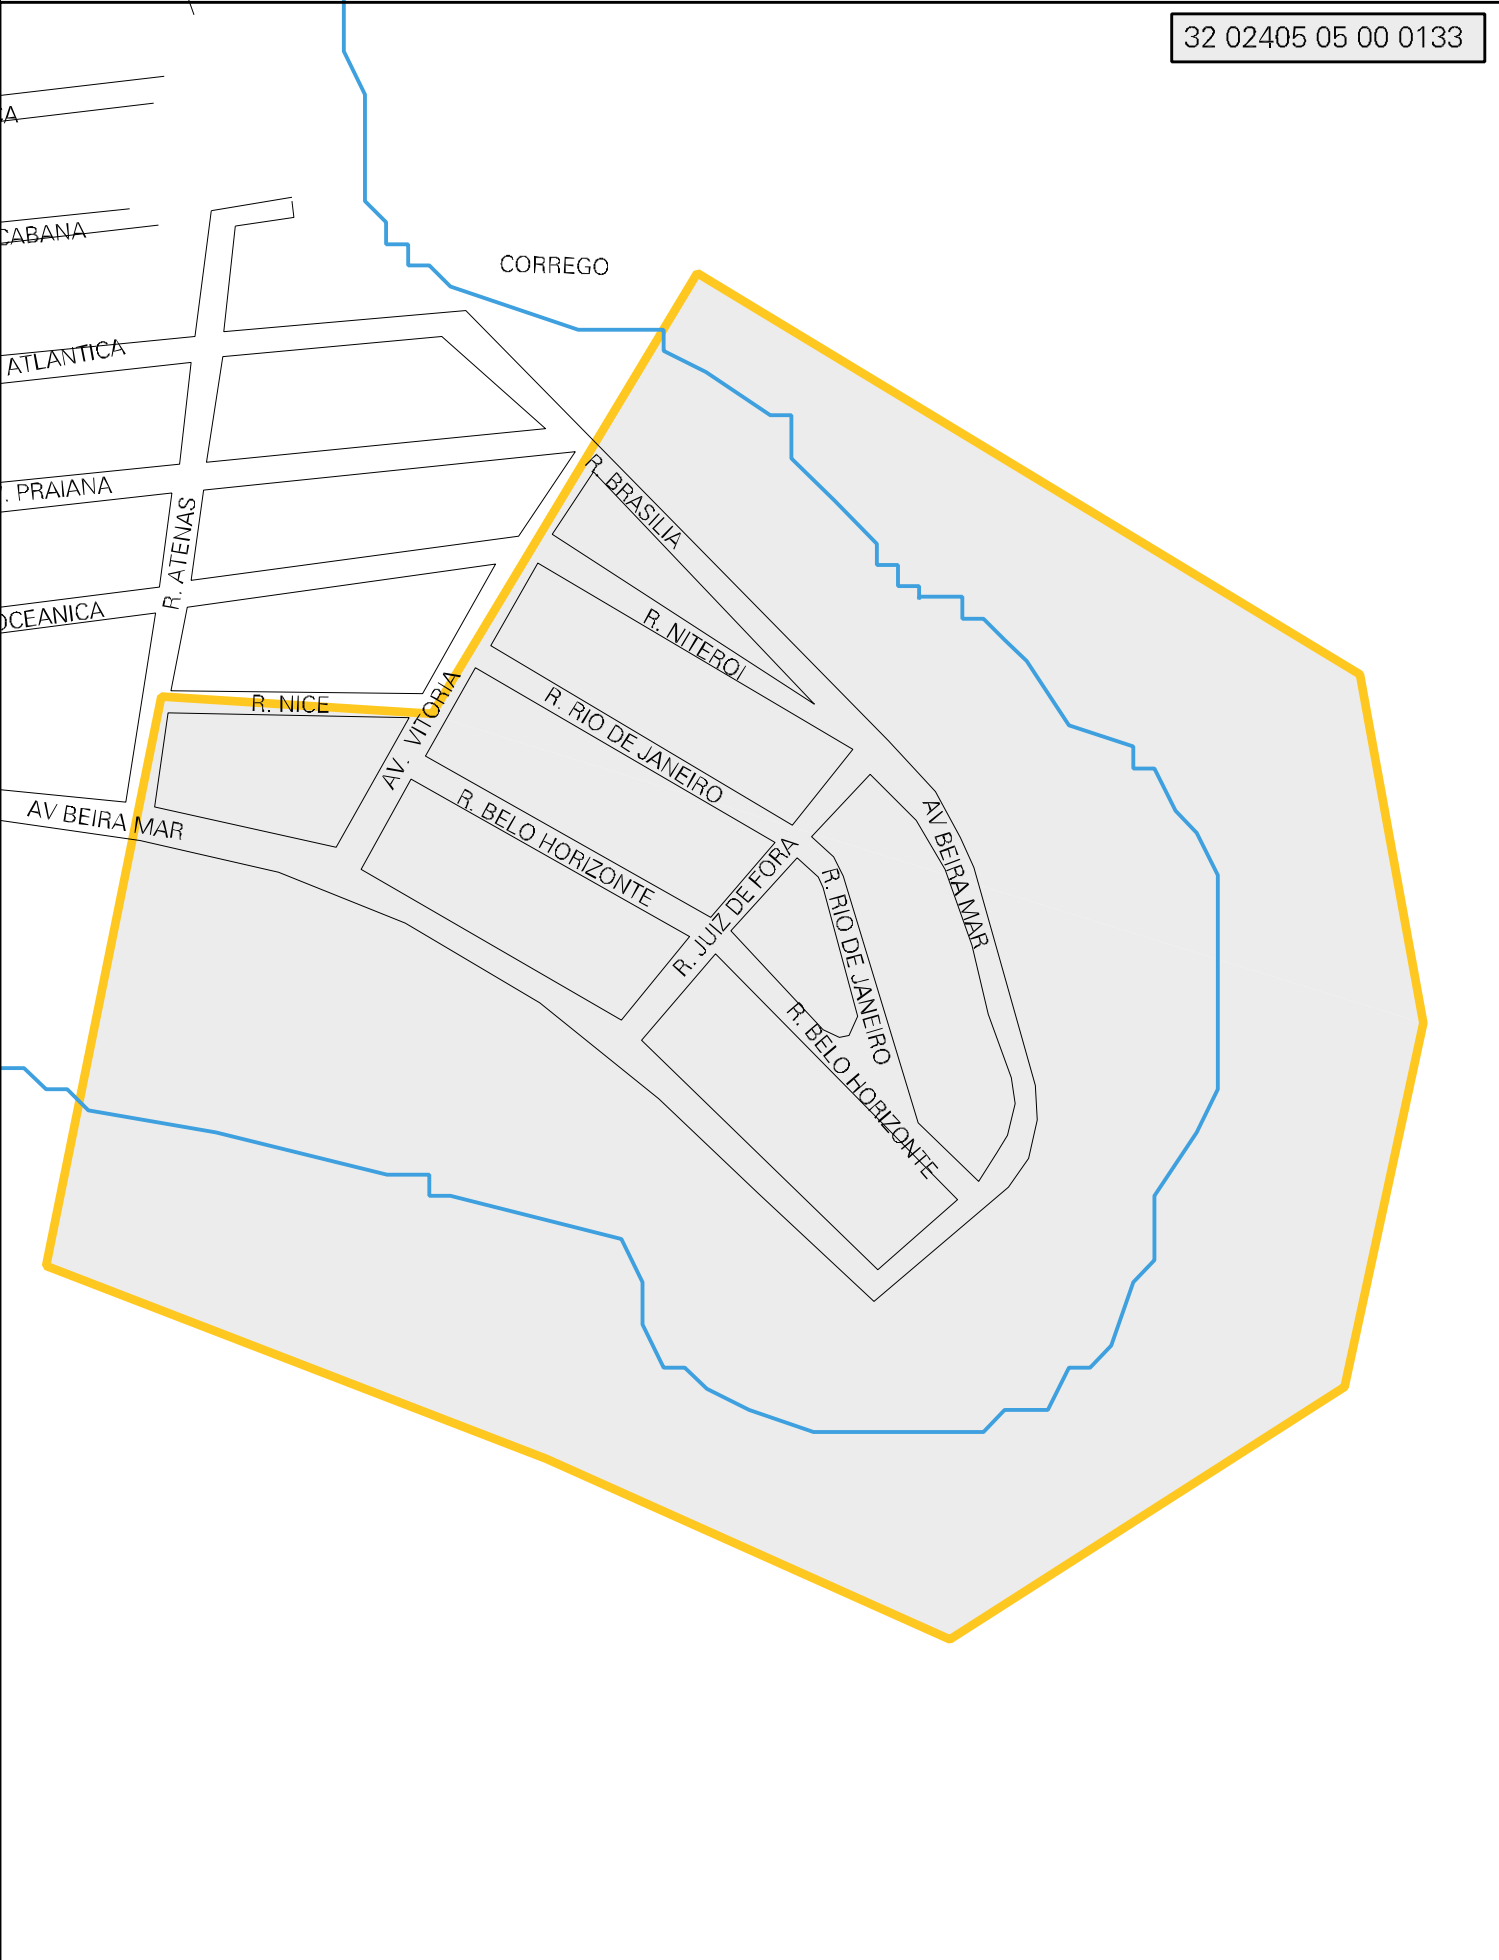 32 02405 05 00 0133
CA
CABANA
CORREGO
ATLANTICA
R. BRASILIA
. PRAIANA
R. ATENAS
OCEANICA
R. NITEROI
R. NICE
AV. VITORIA
R. RIO DE JANEIRO
AV BEIRA MAR
R. BELO HORIZONTE
AV BEIRA MAR
R. JUIZ DE FORA
R. RIO DE JANEIRO
R. BELO HORIZONTE